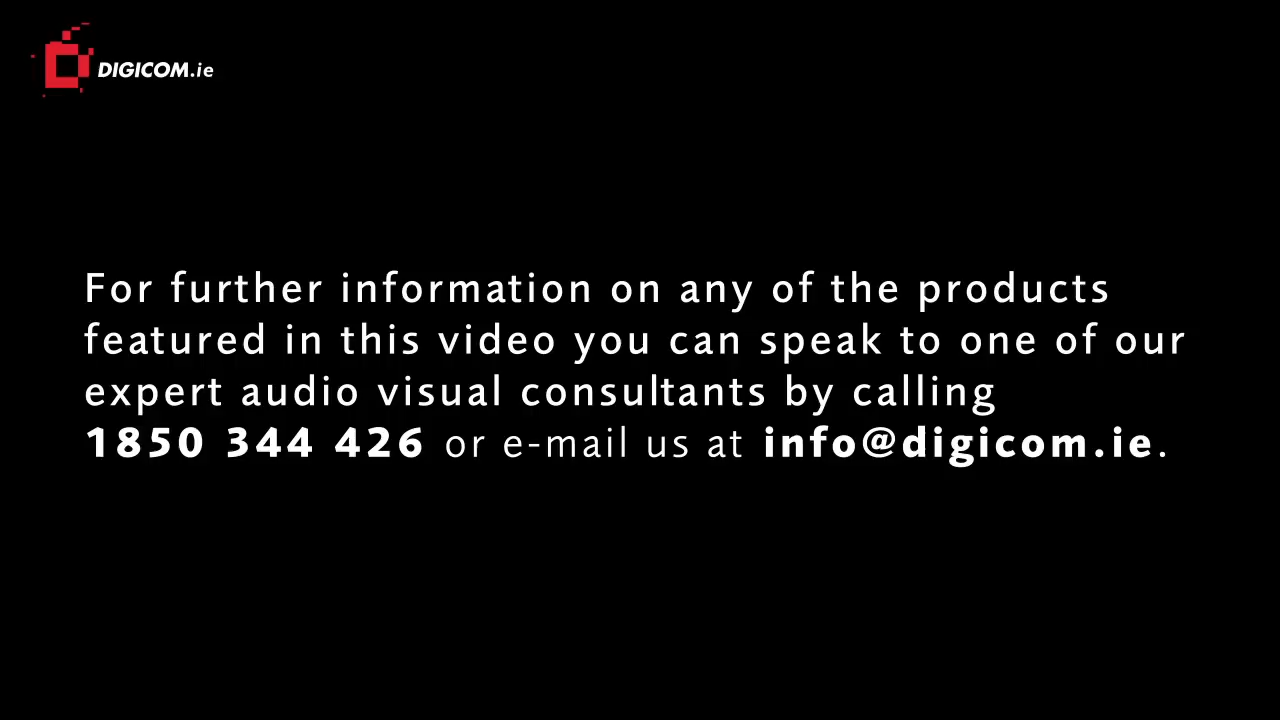 DIGICOM.ie
For further information on any of the products
featured in this video you can speak to one of our
expert audio visual consultants by calling
1850 344 426 or e-mail us at info@digicom.ie.